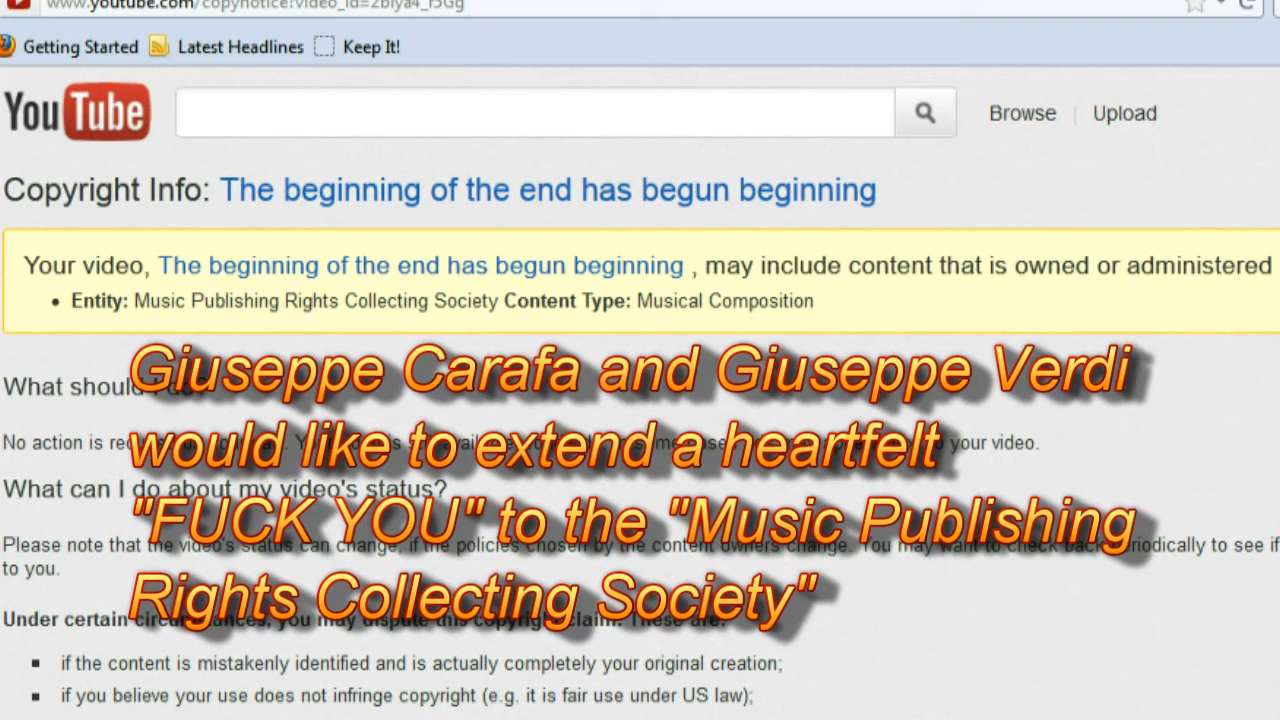 www.youtube.com/copynotice?video_id=
Getting Started Latest Headlines Keep It!
YouTube Browse | Upload
Copyright Info: The beginning of the end has begun beginning
Your video, The beginning of the end has begun beginning , may include content that is owned or administered
• Entity: Music Publishing Rights Collecting Society Content Type: Musical Composition
Giuseppe Carafa and Giuseppe Verdi
What should I do?
would like to extend a heartfelt
No action is your video.
What can I do about my video's status?
"FUCK YOU" to the "Music Publishing
Please note that the video's status can change, if the policies chosen by the content owners change. You may want to check back periodically to see if
to you.
Rights Collecting Society"
Under certain circumstances, you may dispute this copyright claim. These are:
▪ if the content is mistakenly identified and is actually completely your original creation;
▪ if you believe your use does not infringe copyright (e.g. it is fair use under US law);